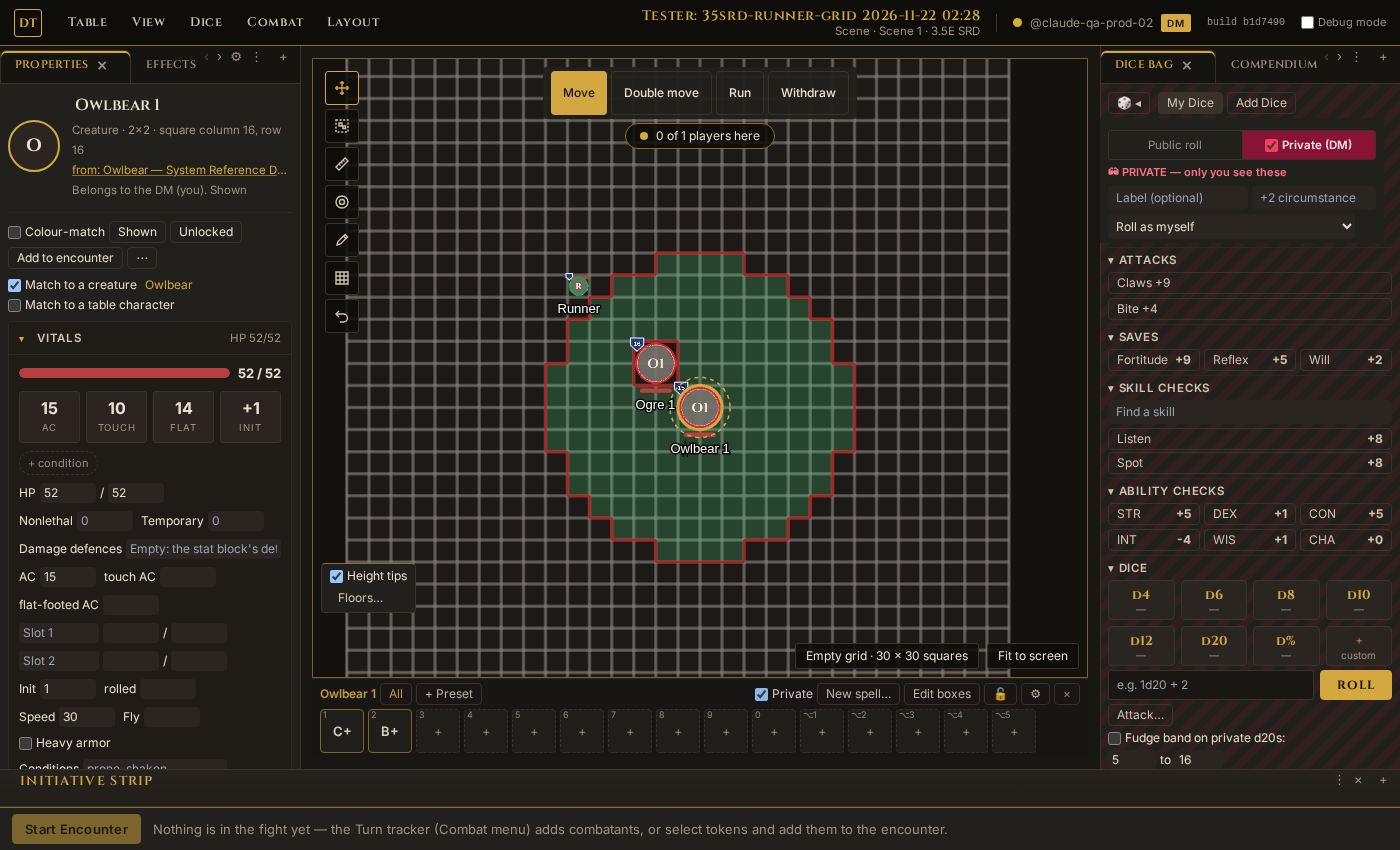 DT
TABLE
VIEW
DICE
COMBAT
LAYOUT
TESTER: 35SRD-RUNNER-GRID 2026-11-22 02:28
Scene · Scene 1 · 3.5E SRD
@claude-qa-prod-02
DM
build b1d7490
Debug mode
PROPERTIES
EFFECTS
OWLBEAR 1
O
Creature · 2×2 · square column 16, row
16
from: Owlbear — System Reference D…
Belongs to the DM (you). Shown
Colour-match
Shown
Unlocked
Add to encounter
⋯
Match to a creature
Owlbear
Match to a table character
VITALS
HP 52/52
52 / 52
15
AC
10
TOUCH
14
FLAT
+1
INIT
+ condition
HP 52 / 52
Nonlethal 0 Temporary 0
Damage defences Empty: the stat block's def
AC 15 touch AC
flat-footed AC
Slot 1 /
Slot 2 /
Init 1 rolled
Speed 30 Fly
Heavy armor
Conditions prone, shaken
Move
Double move
Run
Withdraw
0 of 1 players here
R
Runner
16
O1
Ogre 1
15
O1
Owlbear 1
Height tips
Floors...
Empty grid · 30 × 30 squares
Fit to screen
Owlbear 1
All
+ Preset
Private
New spell...
Edit boxes
1 C+
2 B+
3 +
4 +
5 +
6 +
7 +
8 +
9 +
0 +
⌥1 +
⌥2 +
⌥3 +
⌥4 +
⌥5 +
DICE BAG
COMPENDIUM
My Dice
Add Dice
Public roll
Private (DM)
PRIVATE — only you see these
Label (optional)
+2 circumstance
Roll as myself
ATTACKS
Claws +9
Bite +4
SAVES
Fortitude +9
Reflex +5
Will +2
SKILL CHECKS
Find a skill
Listen +8
Spot +8
ABILITY CHECKS
STR +5
DEX +1
CON +5
INT -4
WIS +1
CHA +0
DICE
D4
—
D6
—
D8
—
D10
—
D12
—
D20
—
D%
—
+
custom
e.g. 1d20 + 2
ROLL
Attack...
Fudge band on private d20s:
5 to 16
INITIATIVE STRIP
Start Encounter
Nothing is in the fight yet — the Turn tracker (Combat menu) adds combatants, or select tokens and add them to the encounter.